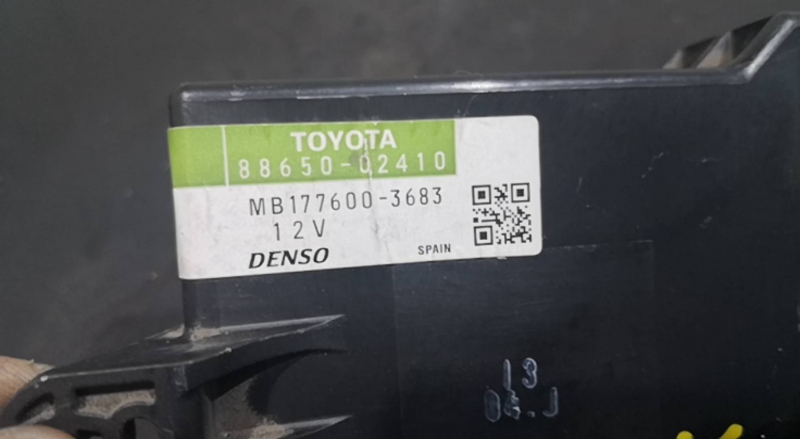 TOYOTA
88650-02410
MB177600-3683
12V
DENSO
SPAIN
13